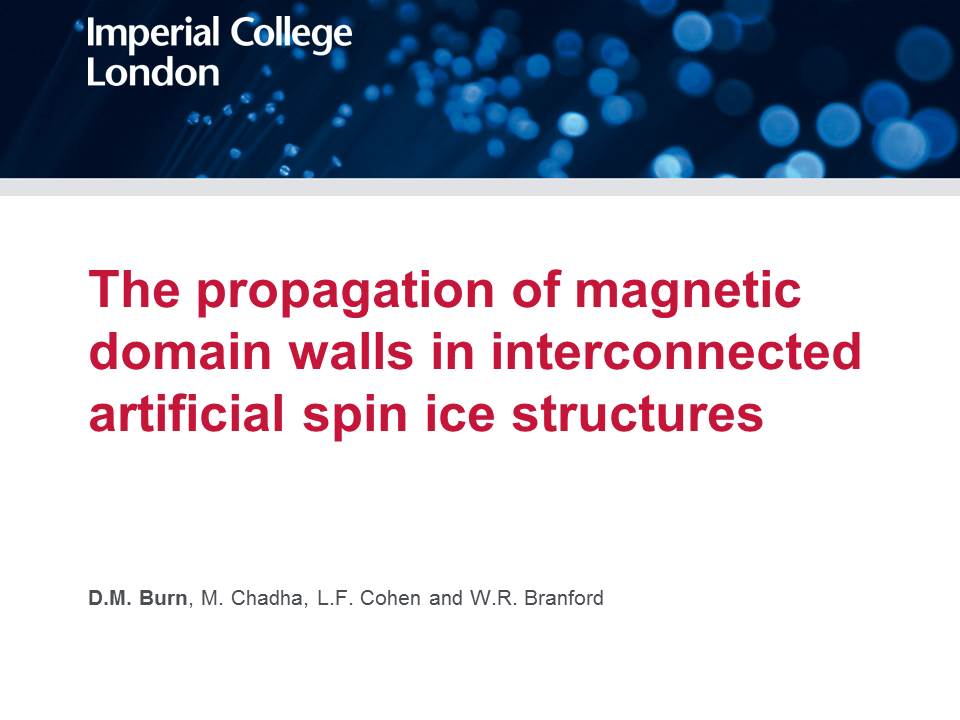 Imperial College
London
The propagation of magnetic
domain walls in interconnected
artificial spin ice structures
D.M. Burn, M. Chadha, L.F. Cohen and W.R. Branford